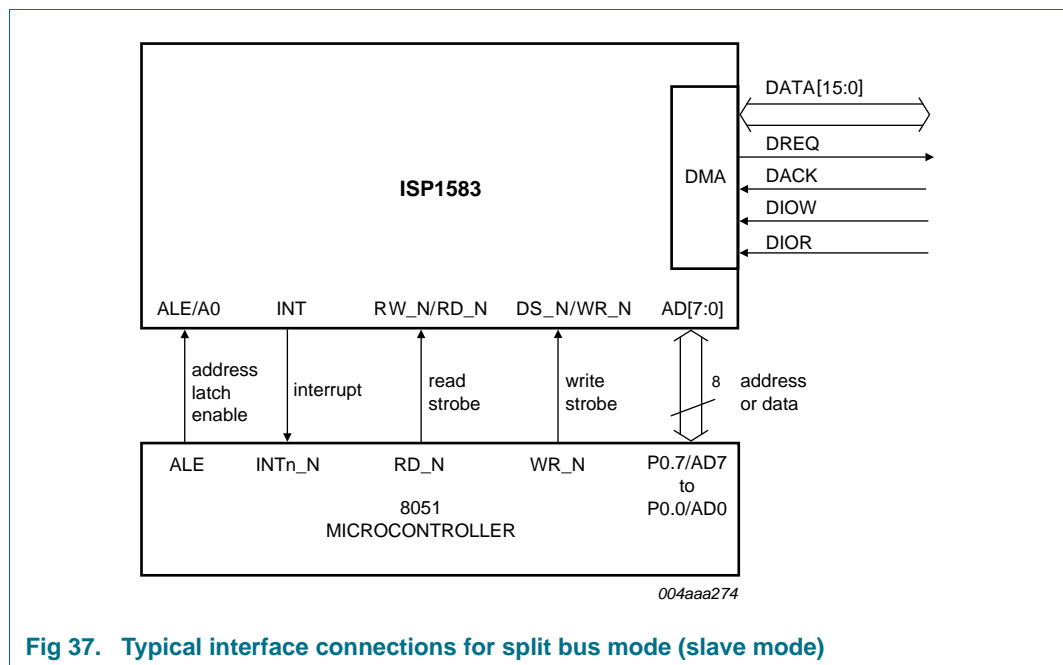 DATA[15:0]
DREQ
DACK
DIOW
DIOR
DMA
ISP1583
ALE/A0
INT
RW_N/RD_N
DS_N/WR_N
AD[7:0]
address
latch
enable
interrupt
read
strobe
write
strobe
8
address
or data
ALE
INTn_N
RD_N
WR_N
P0.7/AD7
to
P0.0/AD0
8051
MICROCONTROLLER
004aaa274
Fig 37. Typical interface connections for split bus mode (slave mode)